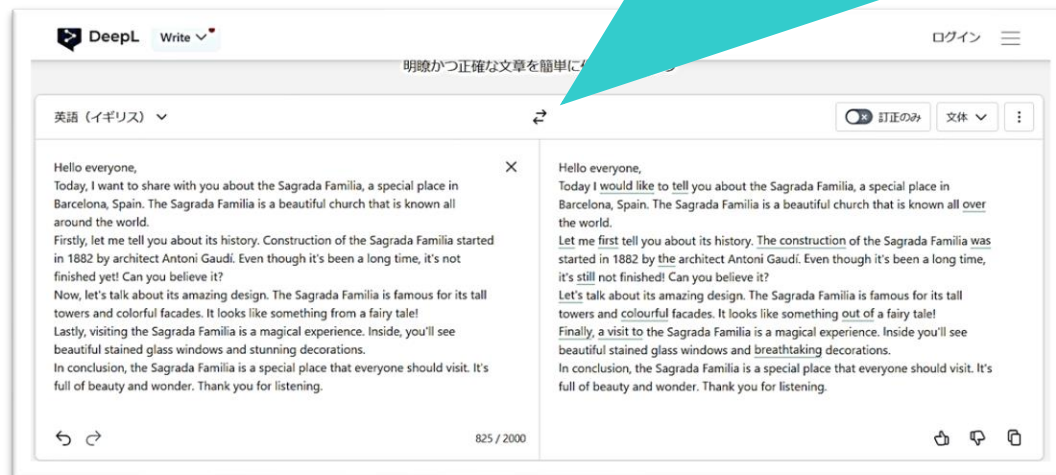 DeepL Write
ログイン
明瞭かつ正確な文章を簡単に
英語（イギリス）
訂正のみ
文体
Hello everyone,
Today, I want to share with you about the Sagrada Familia, a special place in
Barcelona, Spain. The Sagrada Familia is a beautiful church that is known all
around the world.
Firstly, let me tell you about its history. Construction of the Sagrada Familia started
in 1882 by architect Antoni Gaudí. Even though it's been a long time, it's not
finished yet! Can you believe it?
Now, let's talk about its amazing design. The Sagrada Familia is famous for its tall
towers and colorful facades. It looks like something from a fairy tale!
Lastly, visiting the Sagrada Familia is a magical experience. Inside, you'll see
beautiful stained glass windows and stunning decorations.
In conclusion, the Sagrada Familia is a special place that everyone should visit. It's
full of beauty and wonder. Thank you for listening.
825 / 2000
Hello everyone,
Today I would like to tell you about the Sagrada Familia, a special place in
Barcelona, Spain. The Sagrada Familia is a beautiful church that is known all over
the world.
Let me first tell you about its history. The construction of the Sagrada Familia was
started in 1882 by the architect Antoni Gaudí. Even though it's been a long time,
it's still not finished! Can you believe it?
Let's talk about its amazing design. The Sagrada Familia is famous for its tall
towers and colourful facades. It looks like something out of a fairy tale!
Finally, a visit to the Sagrada Familia is a magical experience. Inside you'll see
beautiful stained glass windows and breathtaking decorations.
In conclusion, the Sagrada Familia is a special place that everyone should visit. It's
full of beauty and wonder. Thank you for listening.